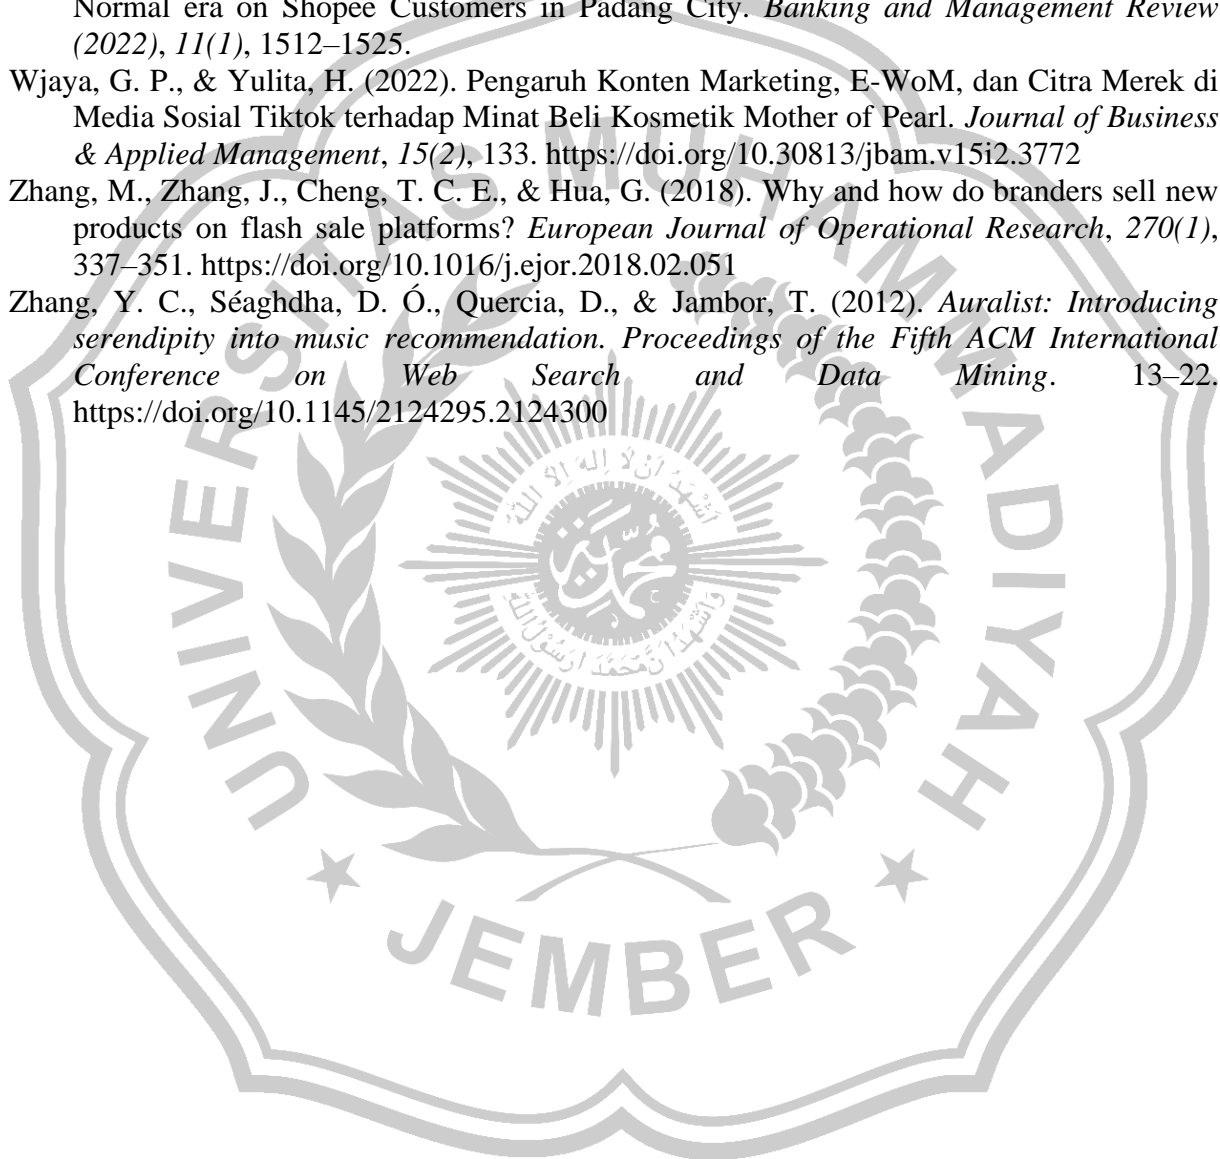 Normal era on Shopee Customers in Padang City. Banking and Management Review
(2022), 11(1), 1512–1525.
Wjaya, G. P., & Yulita, H. (2022). Pengaruh Konten Marketing, E-WoM, dan Citra Merek di
Media Sosial Tiktok terhadap Minat Beli Kosmetik Mother of Pearl. Journal of Business
& Applied Management, 15(2), 133. https://doi.org/10.30813/jbam.v15i2.3772
Zhang, M., Zhang, J., Cheng, T. C. E., & Hua, G. (2018). Why and how do branders sell new
products on flash sale platforms? European Journal of Operational Research, 270(1),
337–351. https://doi.org/10.1016/j.ejor.2018.02.051
Zhang, Y. C., Séaghdha, D. Ó., Quercia, D., & Jambor, T. (2012). Auralist: Introducing
serendipity into music recommendation. Proceedings of the Fifth ACM International
Conference on Web Search and Data Mining. 13–22.
https://doi.org/10.1145/2124295.2124300
UNIVERSITAS MUHAMMADIYAH
JEMBER